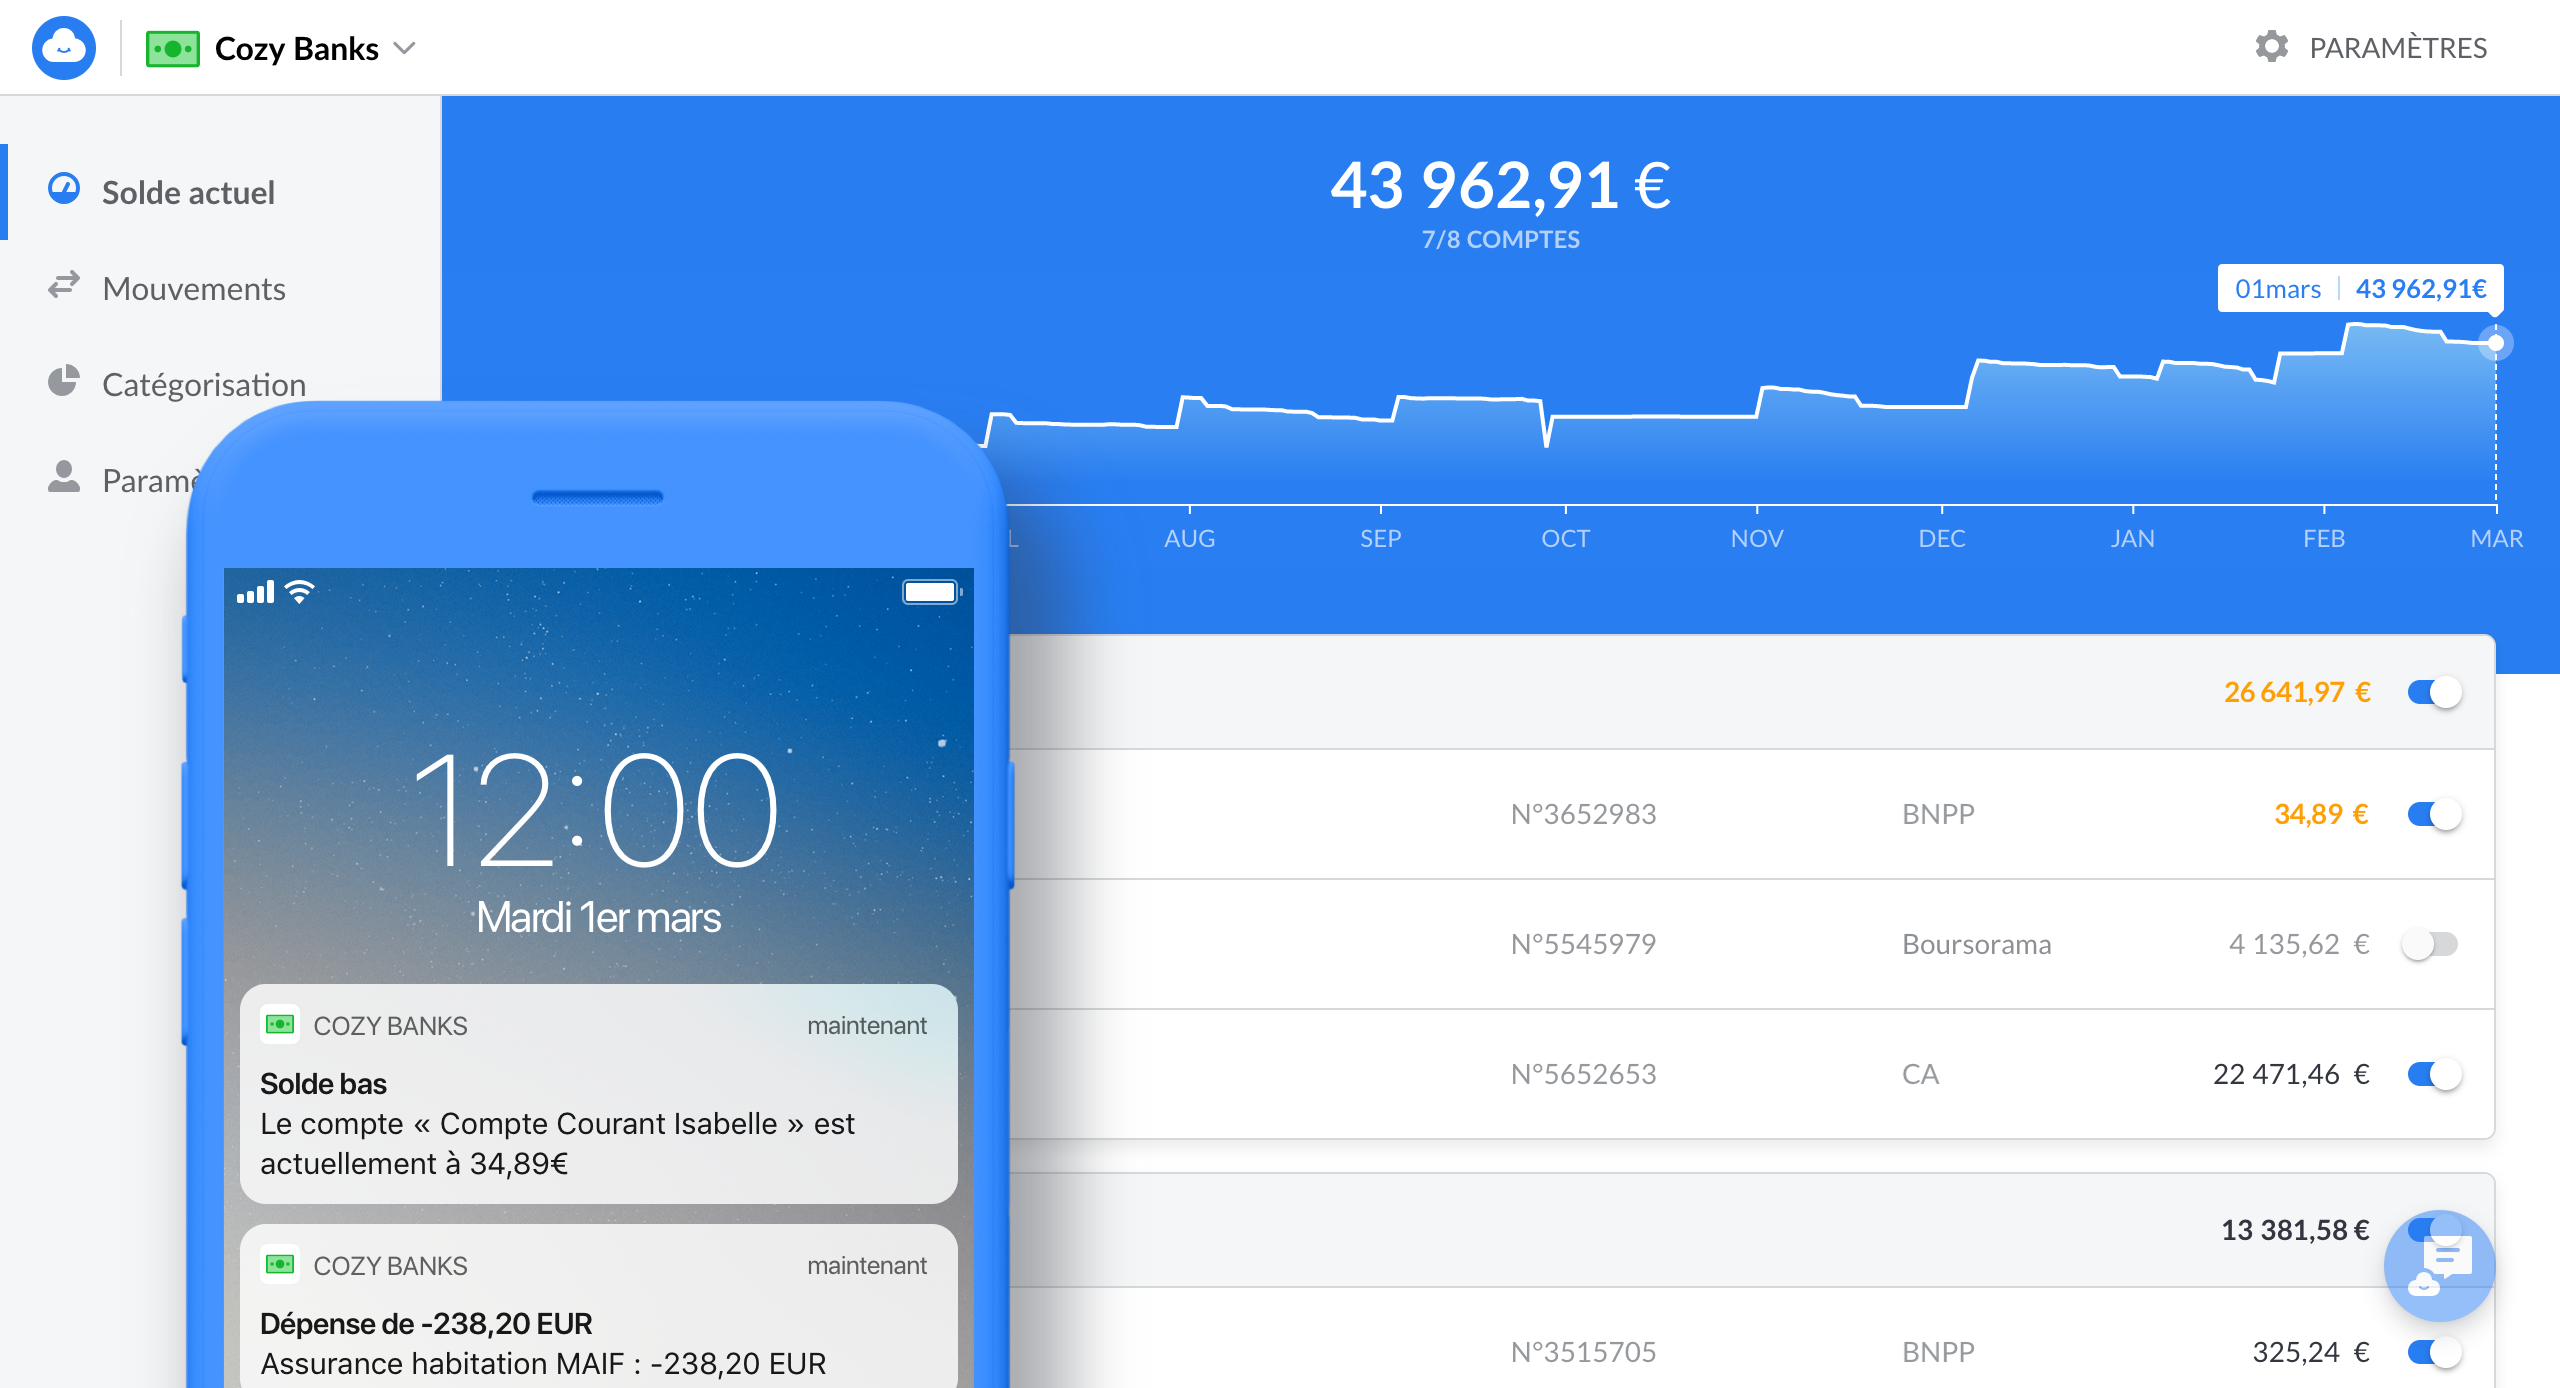 Cozy Banks
PARAMÈTRES
Solde actuel
Mouvements
Catégorisation
43 962,91 €
7/8 COMPTES
01mars 43 962,91€
AUG SEP OCT NOV DEC JAN FEB MAR
26 641,97 €
N°3652983 BNPP 34,89 €
N°5545979 Boursorama 4 135,62 €
N°5652653 CA 22 471,46 €
13 381,58 €
N°3515705 BNPP 325,24 €
12:00
Mardi 1er mars
COZY BANKS maintenant
Solde bas
Le compte « Compte Courant Isabelle » est
actuellement à 34,89€
COZY BANKS maintenant
Dépense de -238,20 EUR
Assurance habitation MAIF : -238,20 EUR